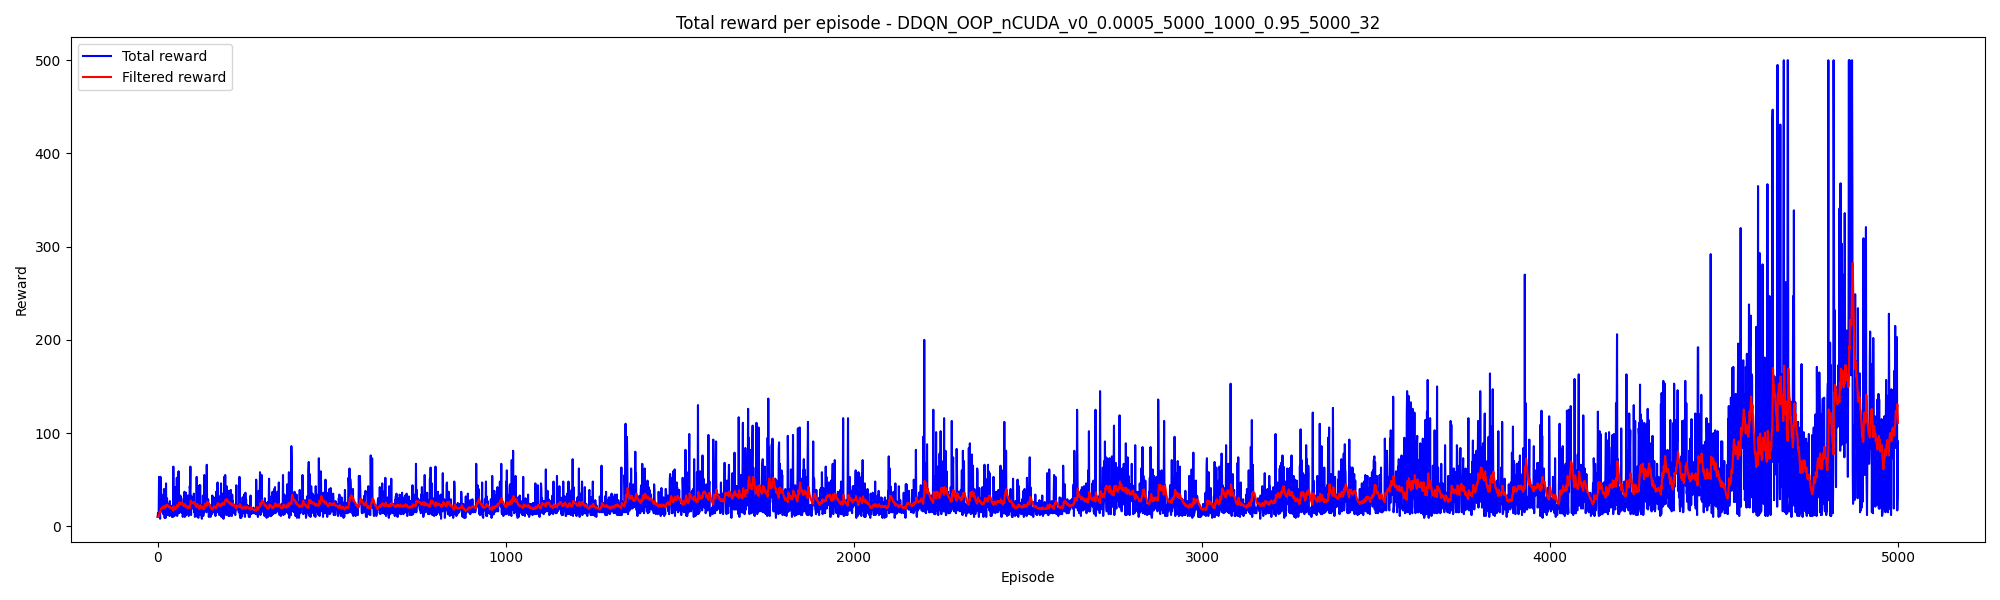 Total reward per episode - DDQN_OOP_nCUDA_v0_0.0005_5000_1000_0.95_5000_32
Total reward
Filtered reward
500
400
300
200
100
0
Reward
0 1000 2000 3000 4000 5000
Episode